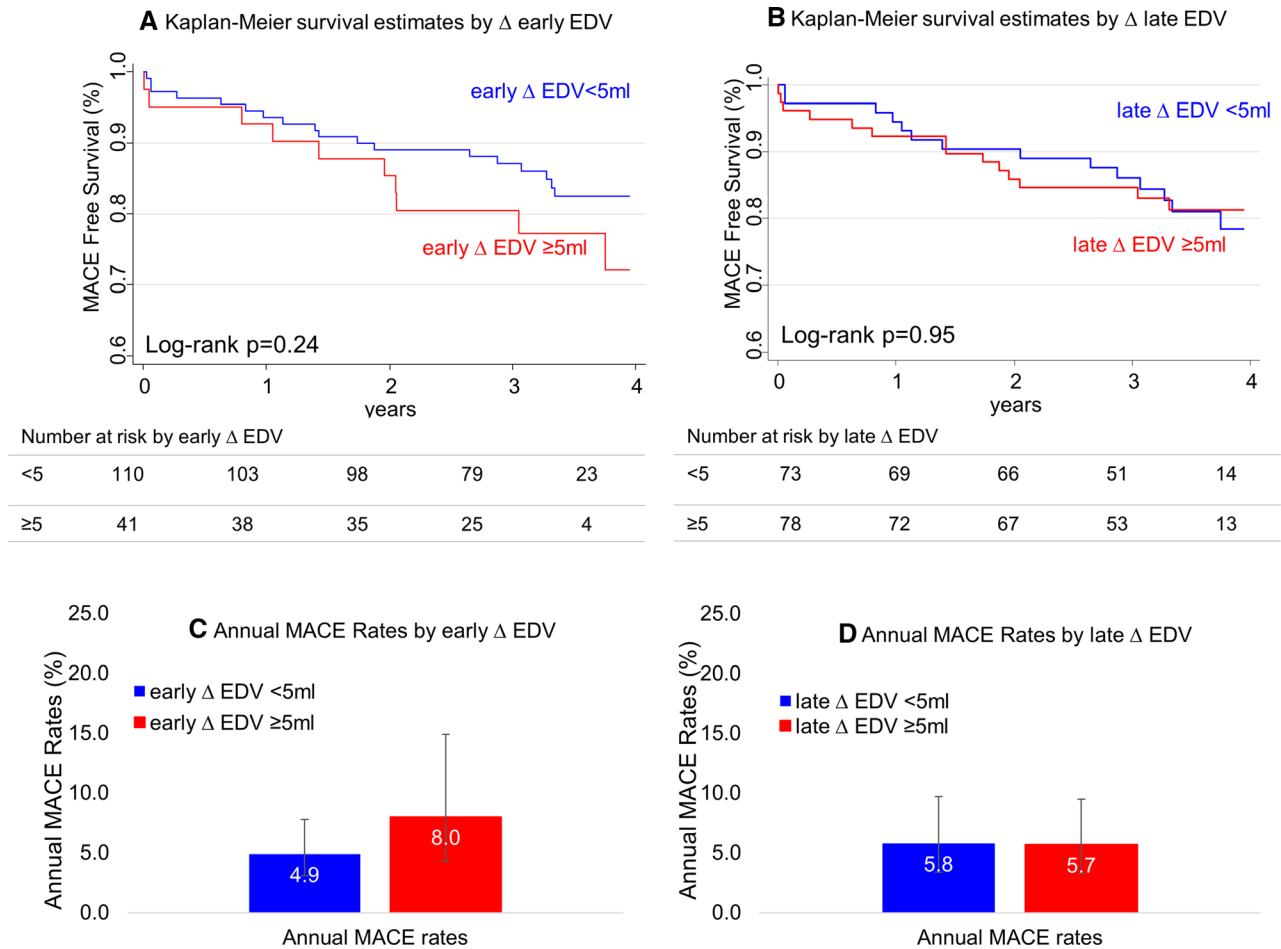 A Kaplan-Meier survival estimates by Δ early EDV
MACE Free Survival (%)
1.0
0.9
0.8
0.7
0.6
early Δ EDV<5ml
early Δ EDV ≥5ml
Log-rank p=0.24
0 1 2 3 4
years
Number at risk by early Δ EDV
<5 110 103 98 79 23
≥5 41 38 35 25 4
B Kaplan-Meier survival estimates by Δ late EDV
MACE Free Survival (%)
1.0
0.9
0.8
0.7
0.6
late Δ EDV <5ml
late Δ EDV ≥5ml
Log-rank p=0.95
0 1 2 3 4
years
Number at risk by late Δ EDV
<5 73 69 66 51 14
≥5 78 72 67 53 13
C Annual MACE Rates by early Δ EDV
Annual MACE Rates (%)
25.0
20.0
15.0
10.0
5.0
0.0
early Δ EDV <5ml
early Δ EDV ≥5ml
4.9
8.0
Annual MACE rates
D Annual MACE Rates by late Δ EDV
Annual MACE Rates (%)
25.0
20.0
15.0
10.0
5.0
0.0
late Δ EDV <5ml
late Δ EDV ≥5ml
5.8
5.7
Annual MACE rates